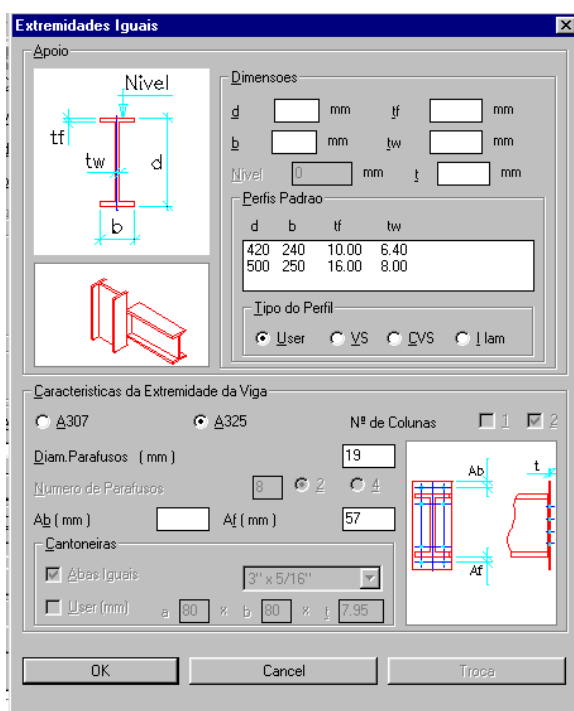 Extremidades Iguais
Apoio
Nivel
tf
tw
d
b
Dimensoes
d mm tf mm
b mm tw mm
Nivel 0 mm t mm
Perfis Padrao
d b tf tw
420 240 10.00 6.40
500 250 16.00 8.00
Tipo do Perfil
User VS CVS I lam
Caracteristicas da Extremidade da Viga
A307 A325 Nº de Colunas 1 2
Diam.Parafusos (mm) 19
Numero de Parafusos 8 2 4
Ab (mm) Af (mm) 57
Cantoneiras
Abas Iguais 3" x 5/16"
User (mm) a 80 x b 80 x t 7.95
Ab t
Af
OK Cancel Troca